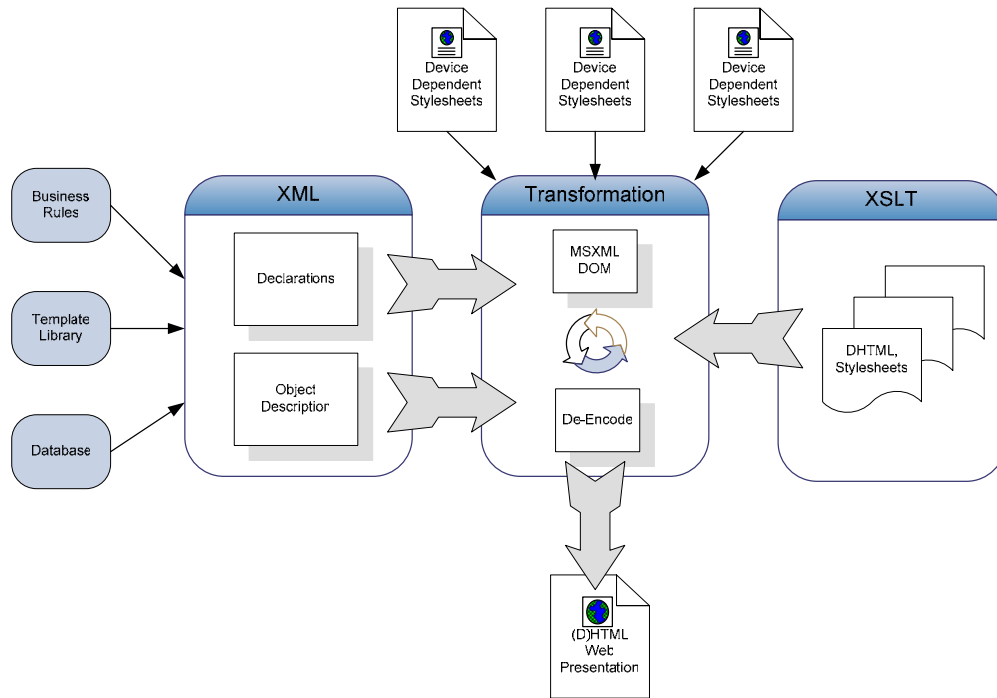 Device
Dependent
Stylesheets
Device
Dependent
Stylesheets
Device
Dependent
Stylesheets
Business
Rules
Template
Library
Database
XML
Declarations
Object
Description
Transformation
MSXML
DOM
De-Encode
XSLT
DHTML,
Stylesheets
(D)HTML
Web
Presentation